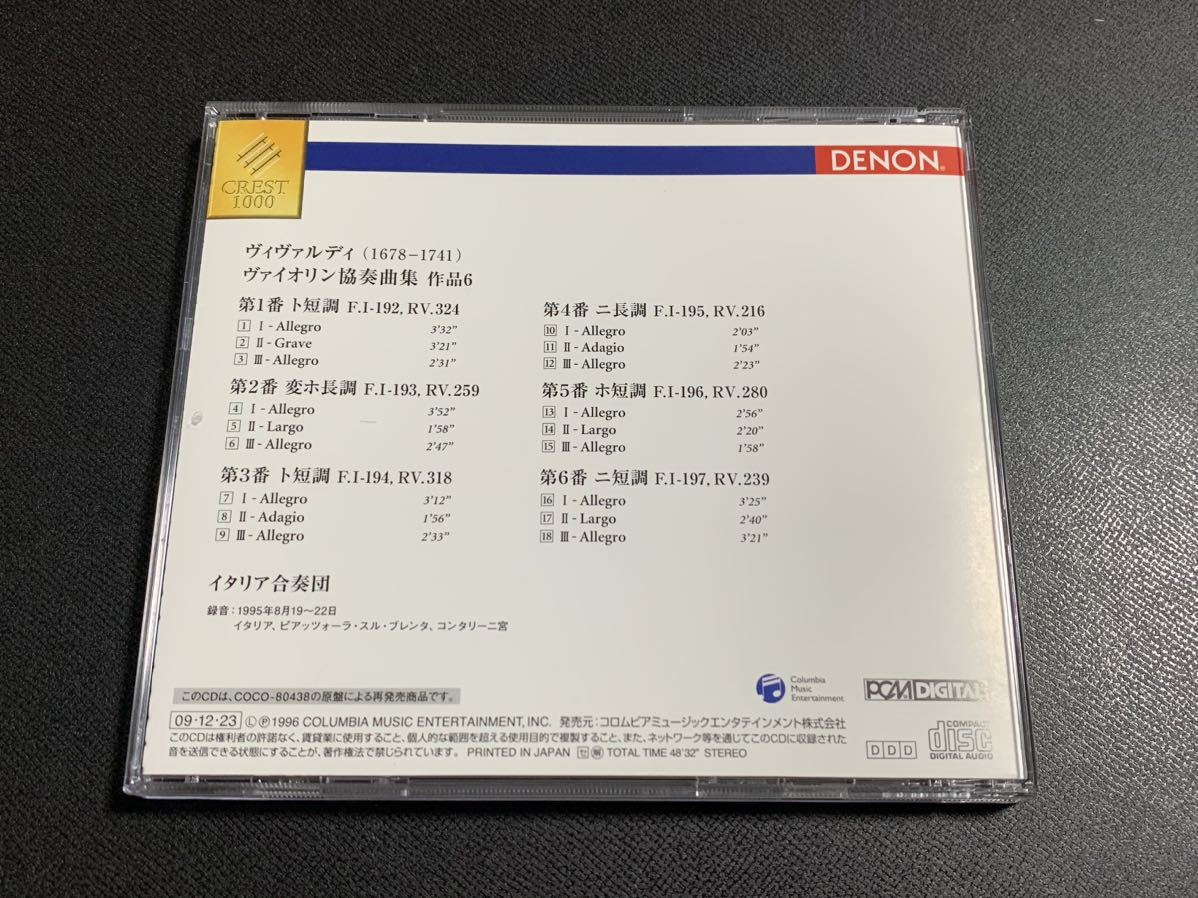 CREST
1000
DENON
ヴィヴァルディ(1678–1741)
ヴァイオリン協奏曲集 作品6
第1番 ト短調 F.I-192, RV.324
1 Ⅰ-Allegro 3'32"
2 Ⅱ-Grave 3'21"
3 Ⅲ-Allegro 2'31"
第2番 変ホ長調 F.I-193, RV.259
4 Ⅰ-Allegro 3'52"
5 Ⅱ-Largo 1'58"
6 Ⅲ-Allegro 2'47"
第3番 ト短調 F.I-194, RV.318
7 Ⅰ-Allegro 3'12"
8 Ⅱ-Adagio 1'56"
9 Ⅲ-Allegro 2'33"
第4番 ニ長調 F.I-195, RV.216
10 Ⅰ-Allegro 2'03"
11 Ⅱ-Adagio 1'54"
12 Ⅲ-Allegro 2'23"
第5番 ホ短調 F.I-196, RV.280
13 Ⅰ-Allegro 2'56"
14 Ⅱ-Largo 2'20"
15 Ⅲ-Allegro 1'58"
第6番 ニ短調 F.I-197, RV.239
16 Ⅰ-Allegro 3'25"
17 Ⅱ-Largo 2'40"
18 Ⅲ-Allegro 3'21"
イタリア合奏団
録音:1995年8月19〜22日
イタリア、ピアッツォーラ・スル・ブレンタ、コンタリーニ宮
このCDは、COCO-80438の原盤による再発売商品です。
Columbia
Music
Entertainment
PCM DIGITAL
09・12・23 Ⓛ Ⓟ 1996 COLUMBIA MUSIC ENTERTAINMENT, INC. 発売元:コロムビアミュージックエンタテインメント株式会社
このCDは権利者の許諾なく、賃貸業に使用すること、個人的な範囲を超える使用目的で複製すること、また、ネットワーク等を通じてこのCDに収録された
音を送信できる状態にすることが、著作権法で禁じられています。 PRINTED IN JAPAN セ 無 TOTAL TIME 48'32" STEREO
DDD
COMPACT
disc
DIGITAL AUDIO